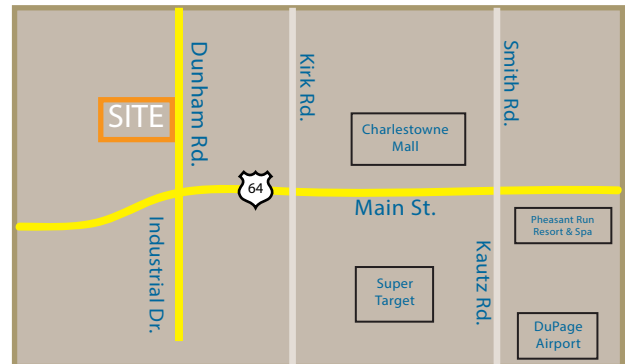 Dunham Rd.
Kirk Rd.
Smith Rd.
SITE
Charlestowne
Mall
64
Main St.
Industrial Dr.
Pheasant Run
Resort & Spa
Kautz Rd.
Super
Target
DuPage
Airport